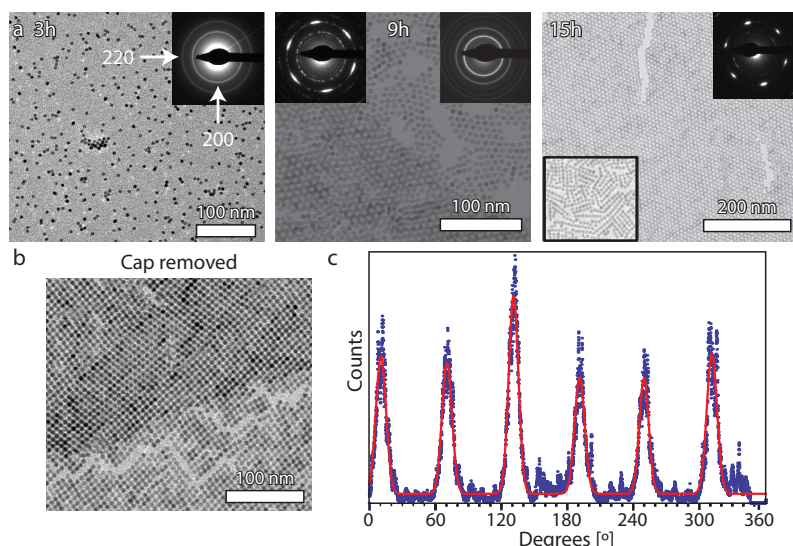 a 3h
220
200
100 nm
9h
100 nm
15h
200 nm
b
Cap removed
100 nm
c
Counts
0 60 120 180 240 300 360
Degrees [º]